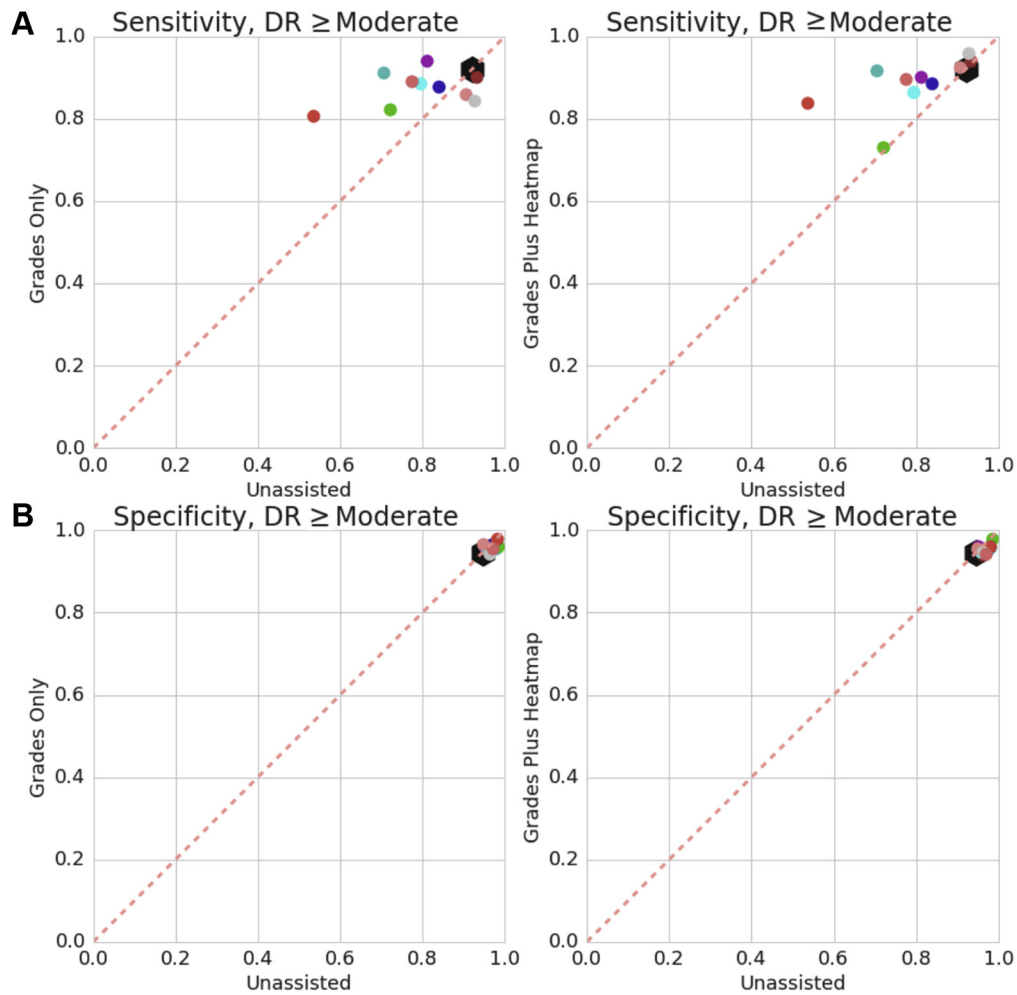 A
Sensitivity, DR ≥ Moderate
Grades Only
1.0
0.8
0.6
0.4
0.2
0.0
0.0 0.2 0.4 0.6 0.8 1.0
Unassisted
Sensitivity, DR ≥ Moderate
Grades Plus Heatmap
1.0
0.8
0.6
0.4
0.2
0.0
0.0 0.2 0.4 0.6 0.8 1.0
Unassisted
B
Specificity, DR ≥ Moderate
Grades Only
1.0
0.8
0.6
0.4
0.2
0.0
0.0 0.2 0.4 0.6 0.8 1.0
Unassisted
Specificity, DR ≥ Moderate
Grades Plus Heatmap
1.0
0.8
0.6
0.4
0.2
0.0
0.0 0.2 0.4 0.6 0.8 1.0
Unassisted